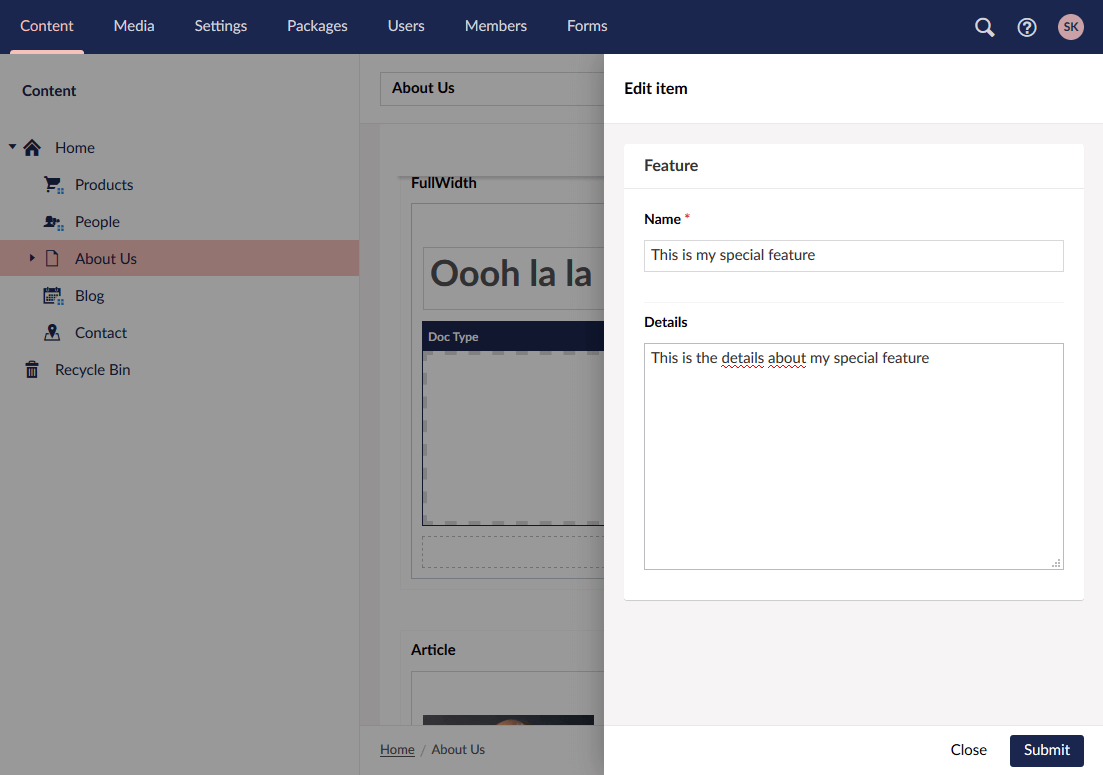 Content Media Settings Packages Users Members Forms SK
Content
Home
Products
People
About Us
Blog
Contact
Recycle Bin
About Us
FullWidth
Oooh la la
Doc Type
Article
Home / About Us
Edit item
Feature
Name *
This is my special feature
Details
This is the details about my special feature
Close Submit